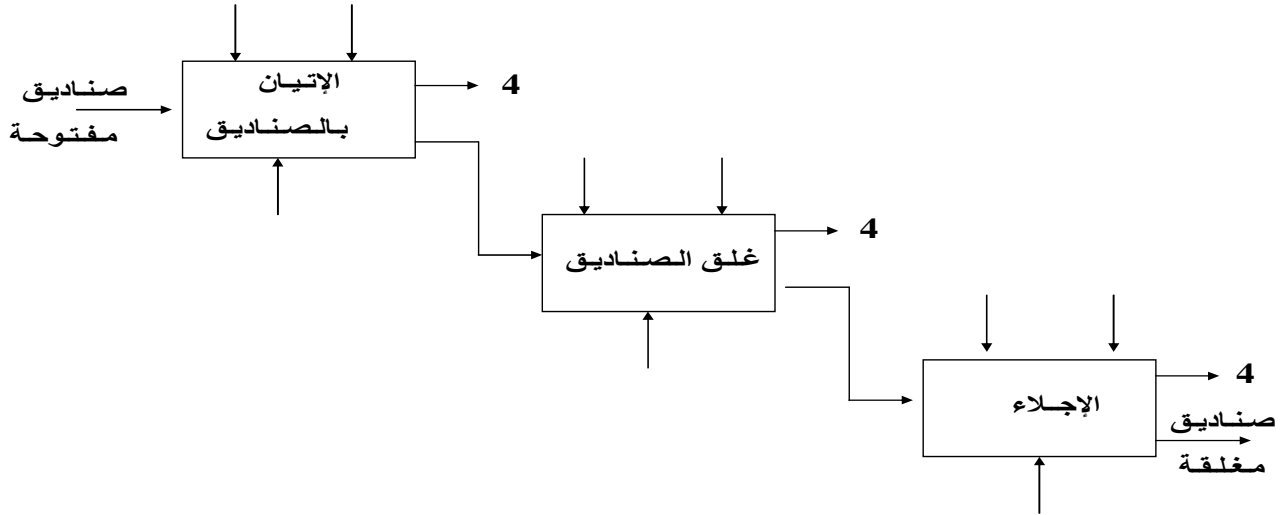 صناديق
مفتوحة
الإتيان
بالصناديق
4
غلق الصناديق
4
الإجلاء
4
صناديق
مغلقة